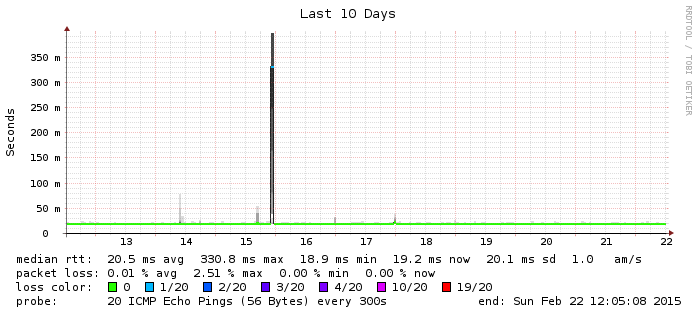 Last 10 Days
RRDTOOL / TOBI OETIKER
Seconds
350 m
300 m
250 m
200 m
150 m
100 m
50 m
0
13 14 15 16 17 18 19 20 21 22
median rtt: 20.5 ms avg 330.8 ms max 18.9 ms min 19.2 ms now 20.1 ms sd 1.0 am/s
packet loss: 0.01 % avg 2.51 % max 0.00 % min 0.00 % now
loss color: 0 1/20 2/20 3/20 4/20 10/20 19/20
probe: 20 ICMP Echo Pings (56 Bytes) every 300s end: Sun Feb 22 12:05:08 2015